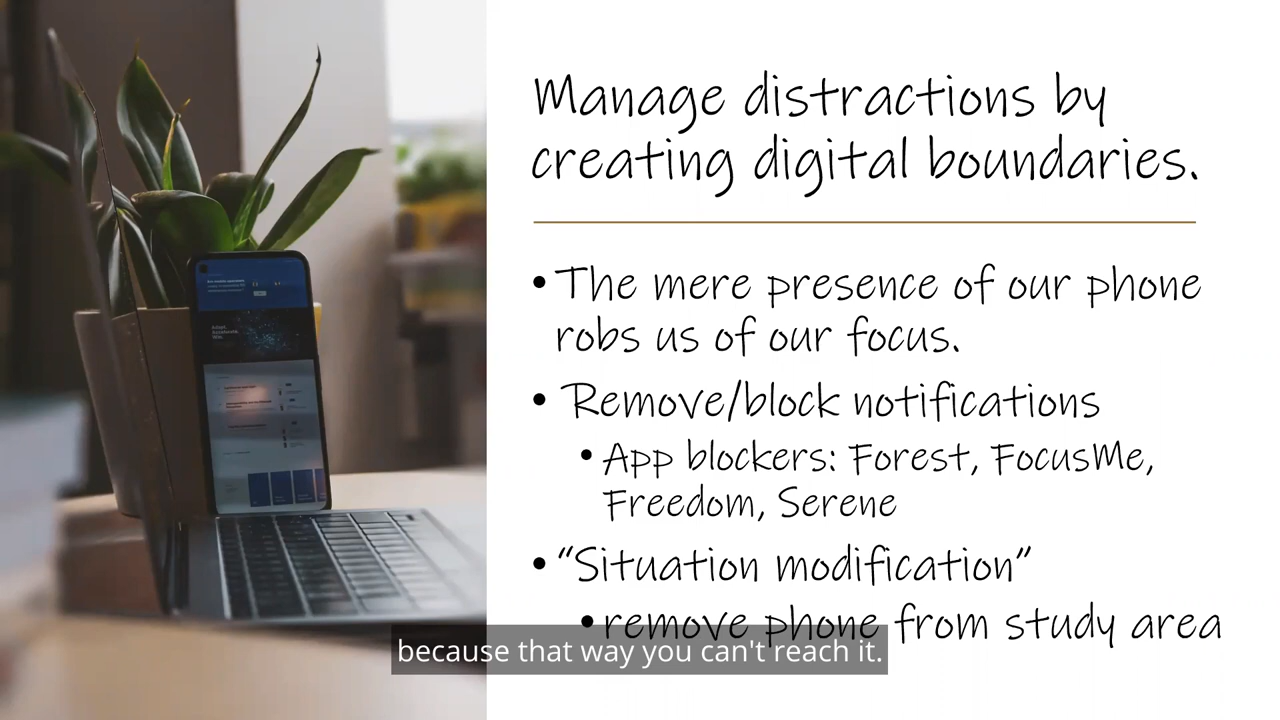 Manage distractions by
creating digital boundaries.
• The mere presence of our phone
robs us of our focus.
• Remove/block notifications
• App blockers: Forest, FocusMe,
Freedom, Serene
• “Situation modification”
• remove phone from study area
because that way you can't reach it.